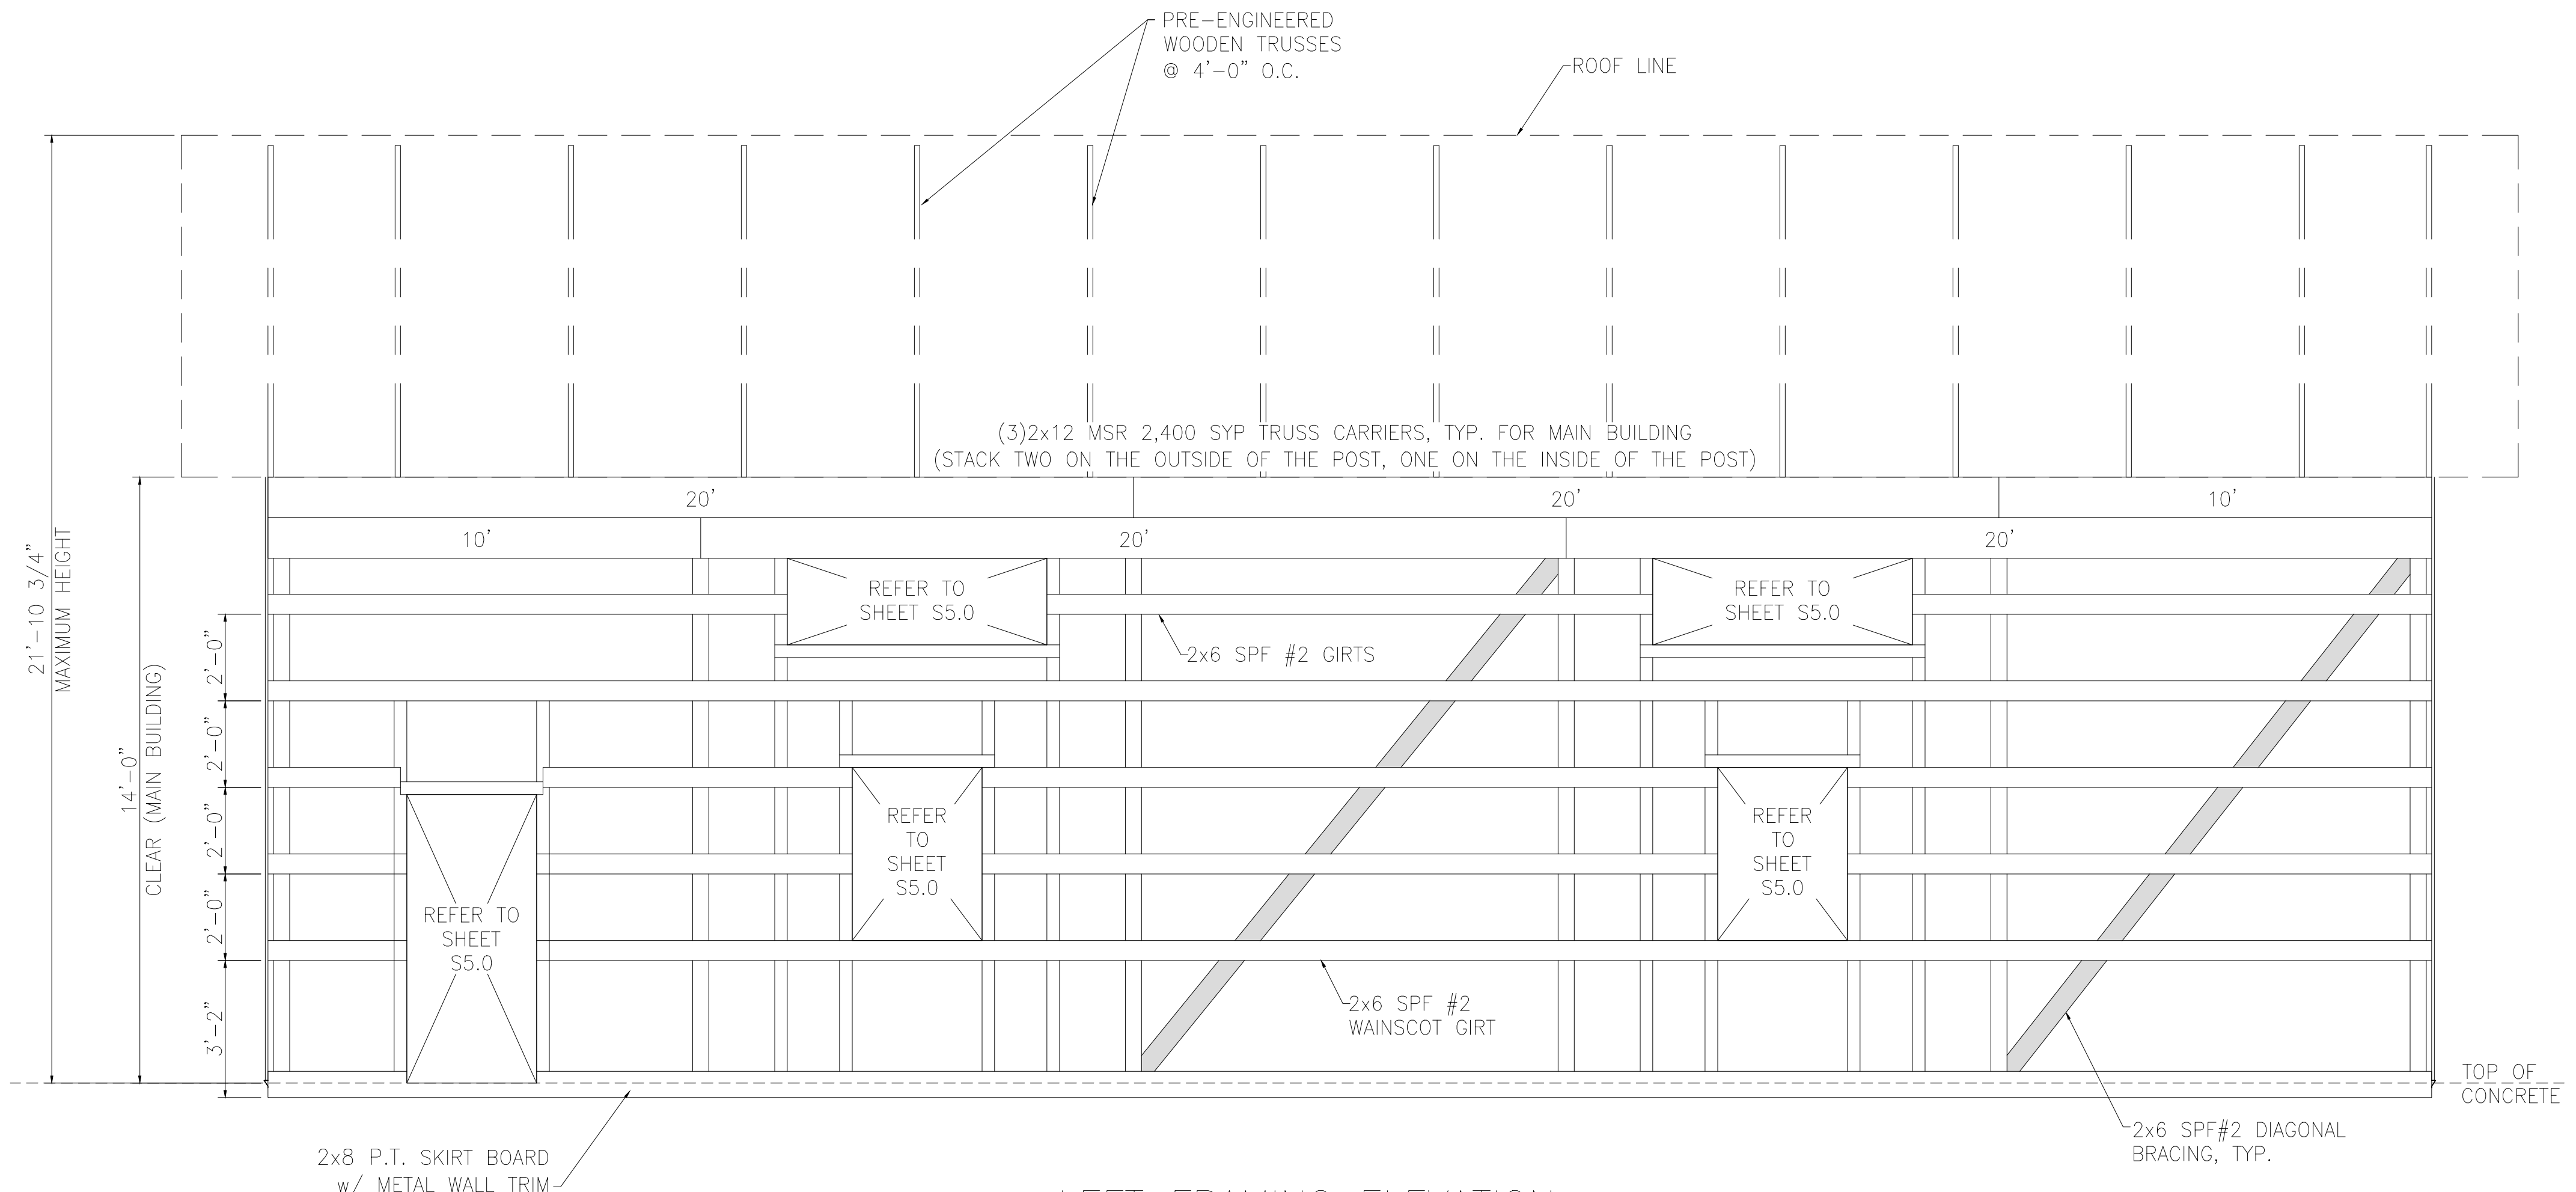 PRE-ENGINEERED
WOODEN TRUSSES
@ 4'-0" O.C.
ROOF LINE
(3)2x12 MSR 2,400 SYP TRUSS CARRIERS, TYP. FOR MAIN BUILDING
(STACK TWO ON THE OUTSIDE OF THE POST, ONE ON THE INSIDE OF THE POST)
20'
20'
10'
10'
20'
20'
21'-10 3/4"
MAXIMUM HEIGHT
14'-0"
CLEAR (MAIN BUILDING)
2'-0"
2'-0"
2'-0"
2'-0"
3'-2"
REFER TO
SHEET S5.0
REFER TO
SHEET S5.0
2x6 SPF #2 GIRTS
REFER
TO
SHEET
S5.0
REFER
TO
SHEET
S5.0
REFER TO
SHEET
S5.0
2x6 SPF #2
WAINSCOT GIRT
TOP OF
CONCRETE
2x6 SPF#2 DIAGONAL
BRACING, TYP.
2x8 P.T. SKIRT BOARD
w/ METAL WALL TRIM
LEFT FRAMING ELEVATION